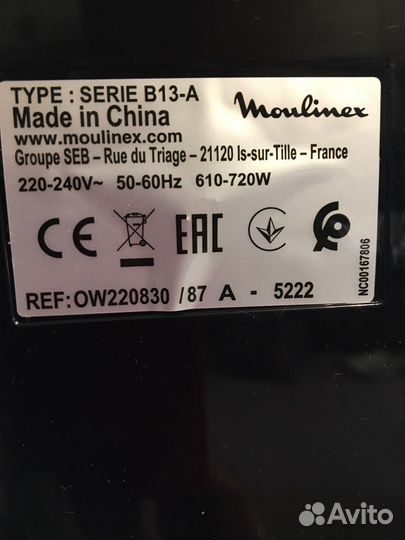 TYPE : SERIE B13-A
Moulinex
Made in China
www.moulinex.com
Groupe SEB – Rue du Triage – 21120 Is-sur-Tille – France
220-240V~ 50-60Hz 610-720W
CE EAC
NC00167806
REF: OW220830 /87 A - 5222
Avito